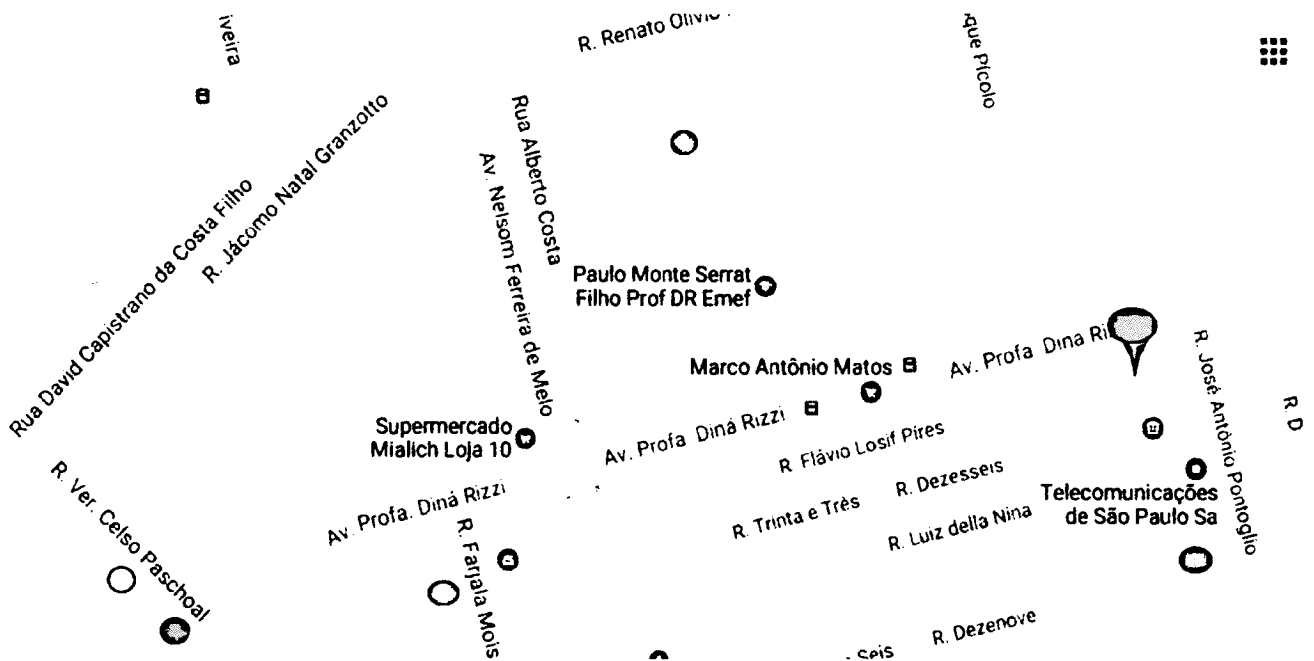 iveira
R. Renato Olivio
que Pícolo
Rua David Capistrano da Costa Filho
R. Jácomo Natal Granzotto
Rua Alberto Costa
Av. Nelsom Ferreira de Melo
Paulo Monte Serrat
Filho Prof DR Emef
Marco Antônio Matos
Av. Profa Dina Ri
R. José Antônio Pontoglio
R. D
Supermercado
Mialich Loja 10
Av. Profa Diná Rizzi
R Flávio Losif Pires
R. Ver. Celso Paschoal
Av. Profa. Diná Rizzi
R. Farjala Mois
R. Trinta e Três
R. Dezesseis
R. Luiz della Nina
Telecomunicações
de São Paulo Sa
Seis
R. Dezenove